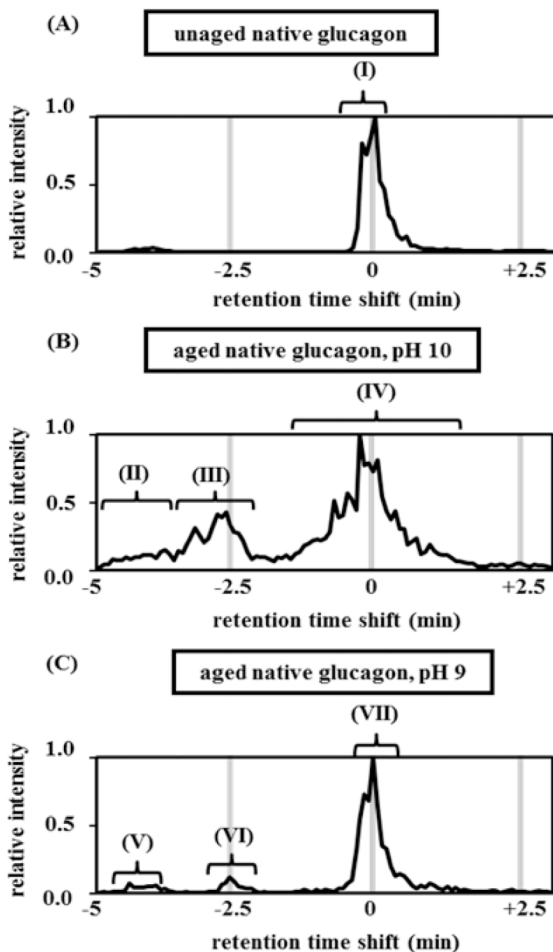 (A)
unaged native glucagon
(I)
relative intensity
1.0
0.5
0.0
-5
-2.5
0
+2.5
retention time shift (min)
(B)
aged native glucagon, pH 10
(IV)
(II)
(III)
relative intensity
1.0
0.5
0.0
-5
-2.5
0
+2.5
retention time shift (min)
(C)
aged native glucagon, pH 9
(VII)
(V)
(VI)
relative intensity
1.0
0.5
0.0
-5
-2.5
0
+2.5
retention time shift (min)